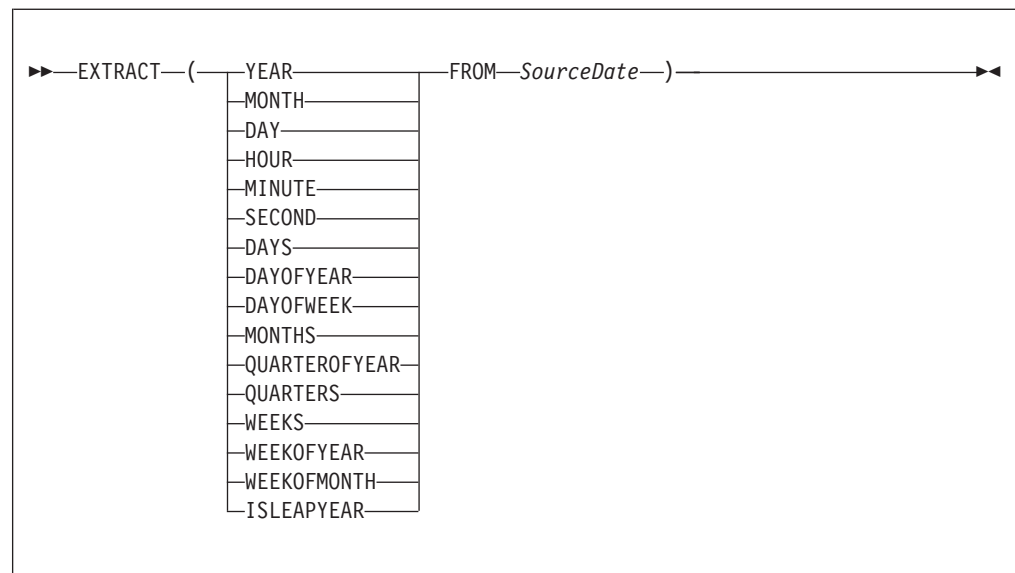 EXTRACT ( YEAR FROM SourceDate )
MONTH
DAY
HOUR
MINUTE
SECOND
DAYS
DAYOFYEAR
DAYOFWEEK
MONTHS
QUARTEROFYEAR
QUARTERS
WEEKS
WEEKOFYEAR
WEEKOFMONTH
ISLEAPYEAR